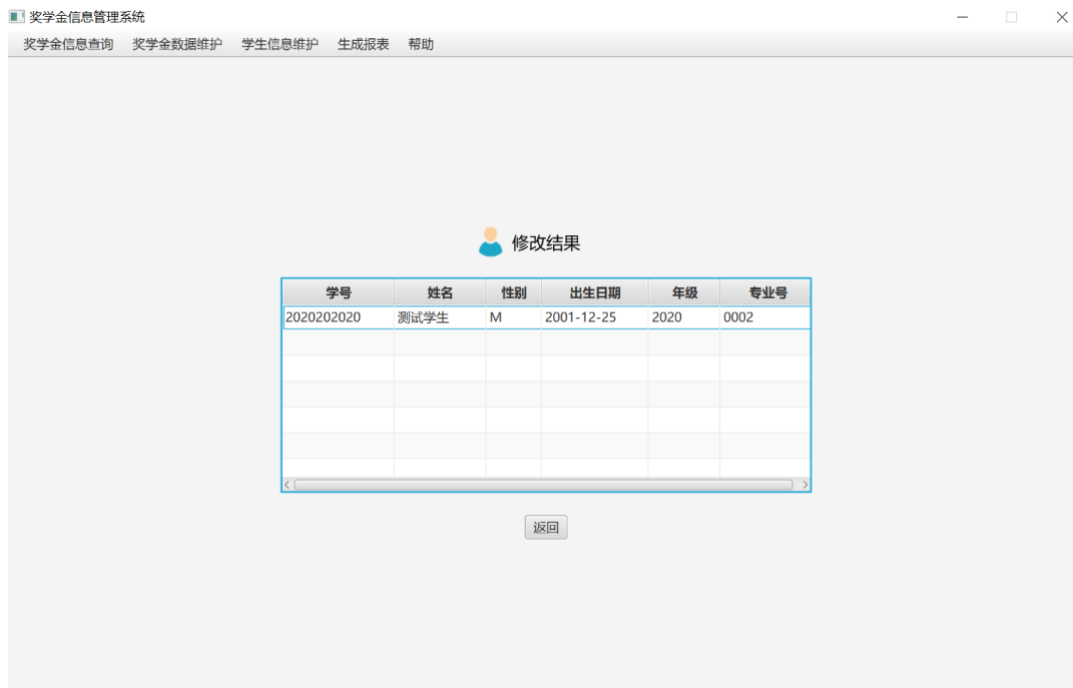 奖学金信息管理系统
奖学金信息查询 奖学金数据维护 学生信息维护 生成报表 帮助
修改结果
学号 姓名 性别 出生日期 年级 专业号
2020202020 测试学生 M 2001-12-25 2020 0002
返回